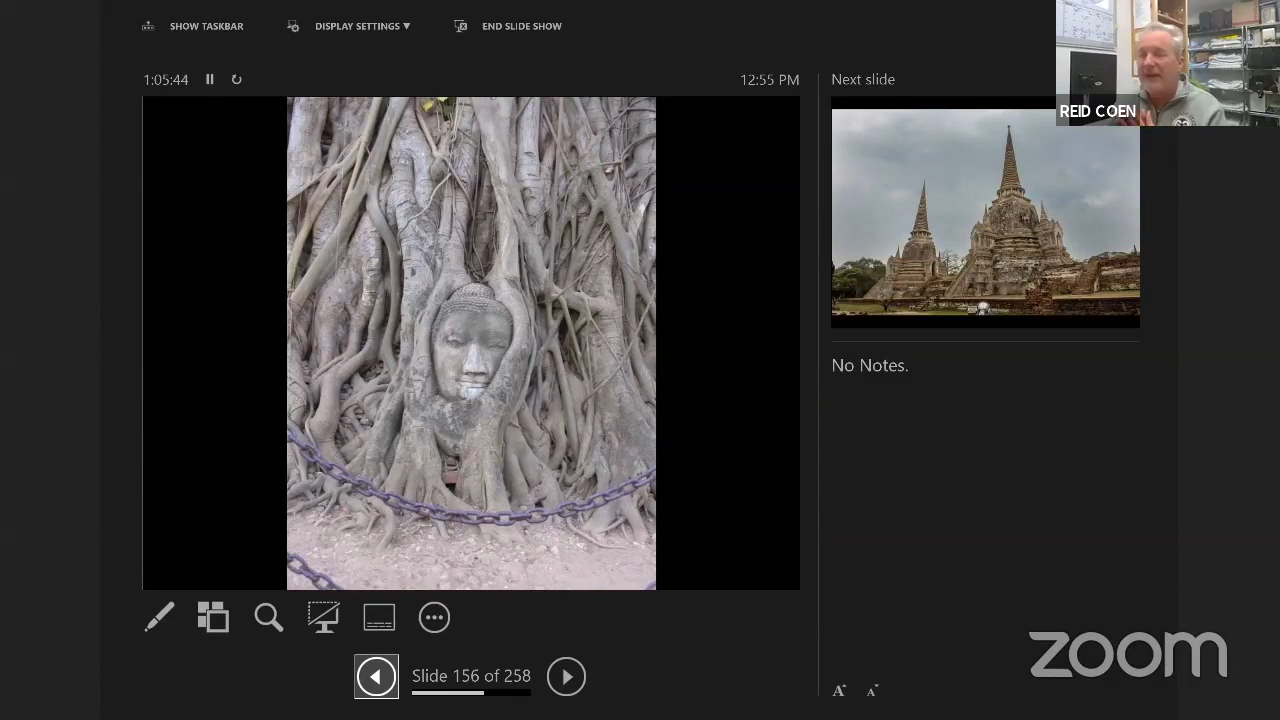 SHOW TASKBAR
DISPLAY SETTINGS ▼
END SLIDE SHOW
1:05:44
12:55 PM
Next slide
REID COEN
No Notes.
Slide 156 of 258
A A
zoom